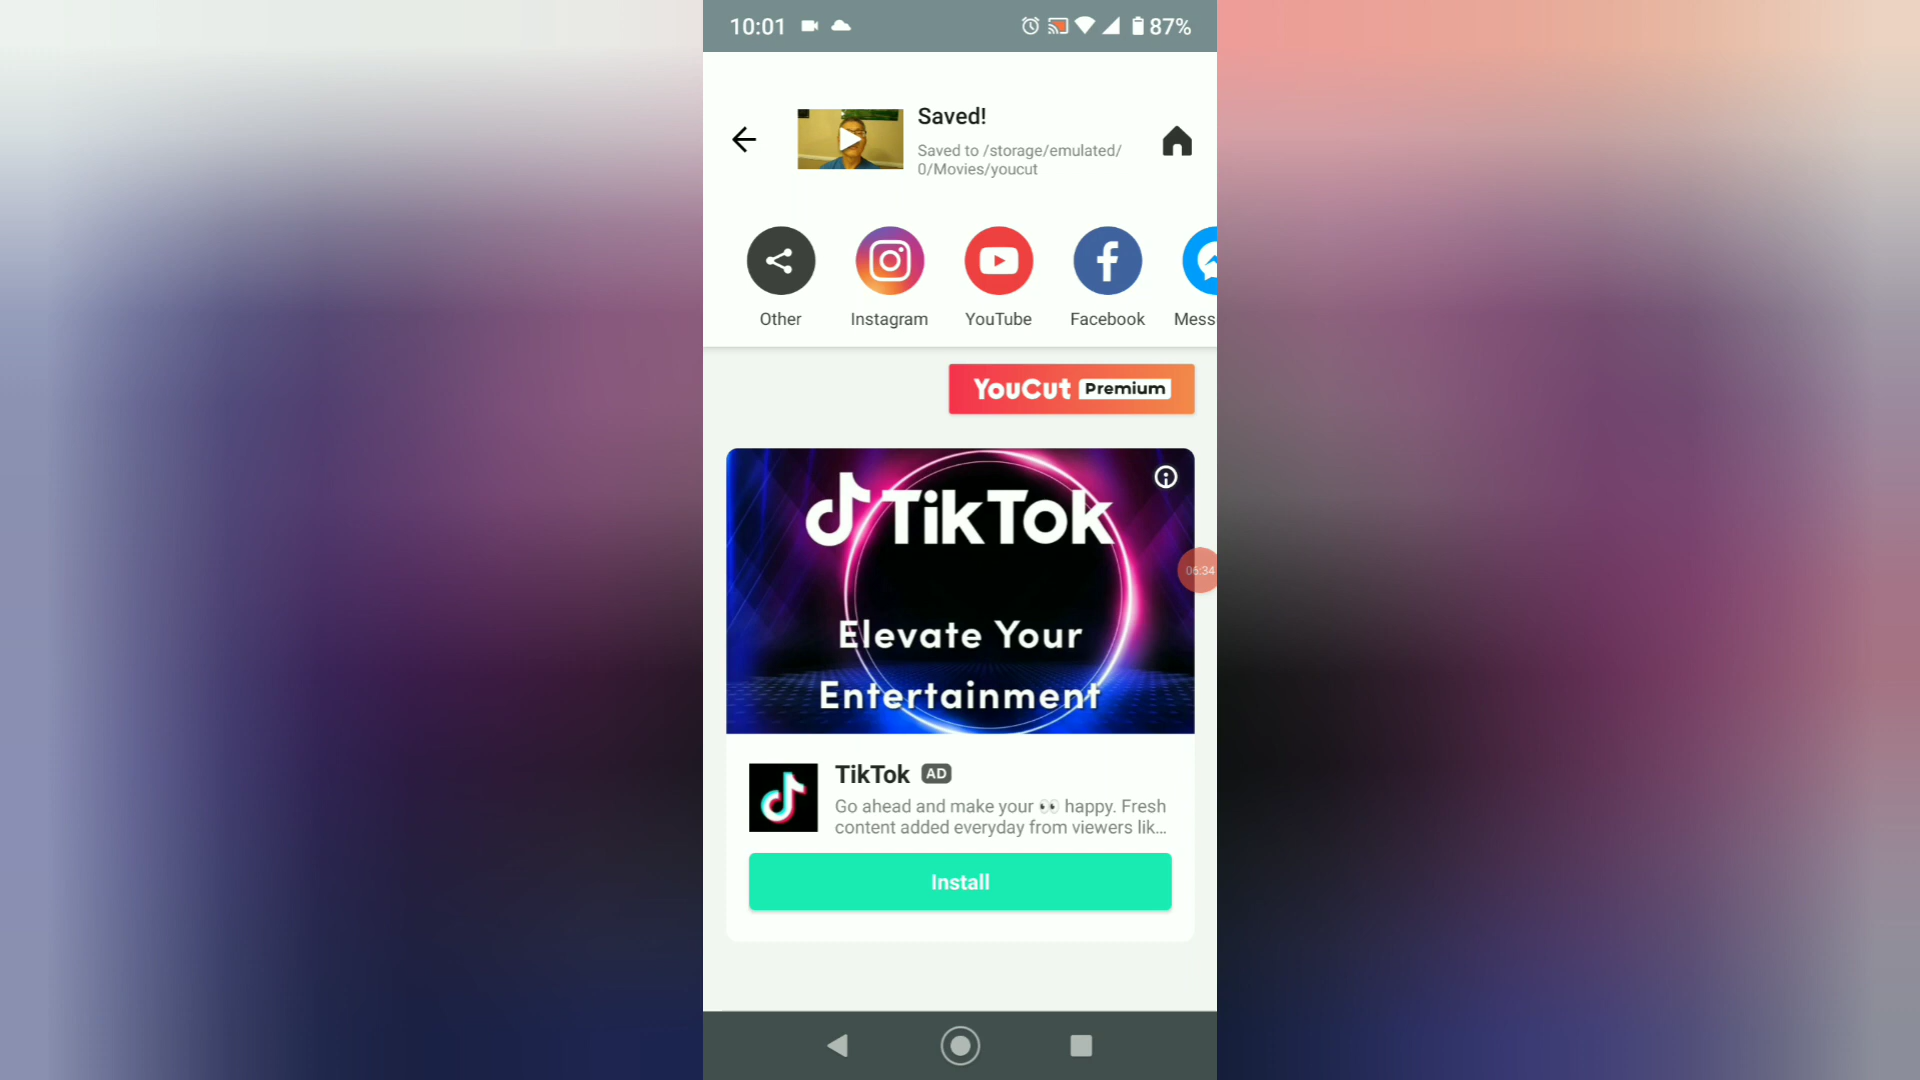 10:01
87%
Saved!
Saved to /storage/emulated/
0/Movies/youcut
Other
Instagram
YouTube
Facebook
Mess
YouCut Premium
TikTok
06:34
Elevate Your
Entertainment
TikTok AD
Go ahead and make your 👀 happy. Fresh
content added everyday from viewers lik...
Install